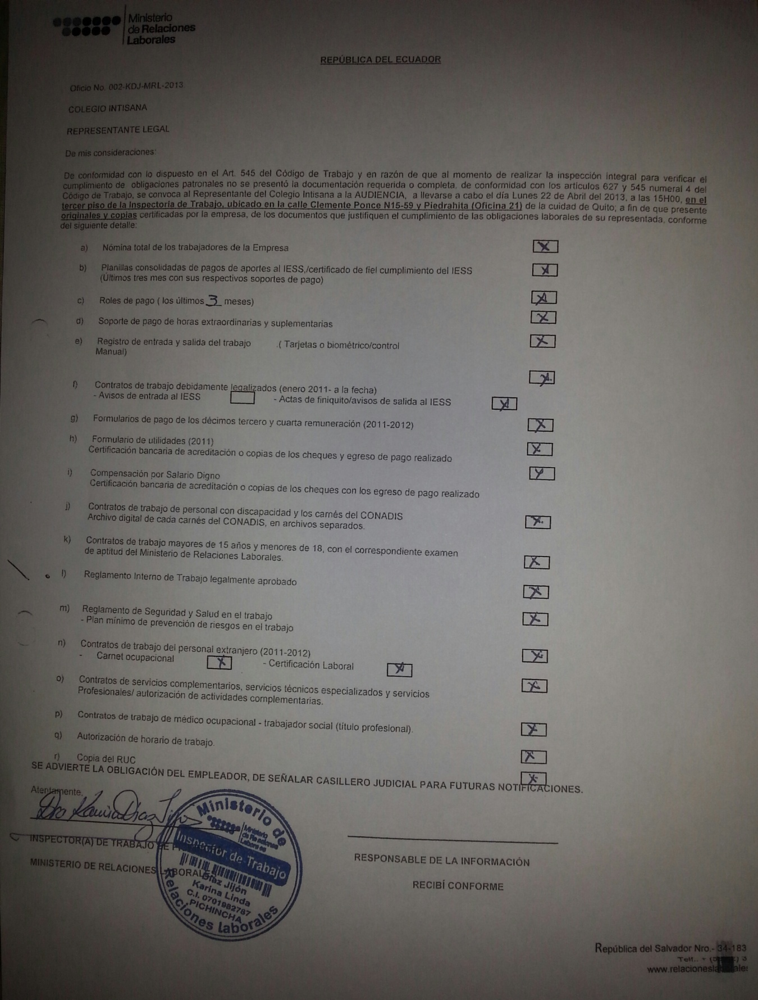 Ministerio
de Relaciones
Laborales
REPÚBLICA DEL ECUADOR
Oficio No. 002-KDJ-MRL-2013
COLEGIO INTISANA
REPRESENTANTE LEGAL
De mis consideraciones:
De conformidad con lo dispuesto en el Art. 545 del Código de Trabajo y en razón de que al momento de realizar la inspección integral para verificar el
cumplimiento de obligaciones patronales no se presentó la documentación requerida o completa. de conformidad con los artículos 627 y 545 numeral 4 del
Código de Trabajo, se convoca al Representante del Colegio Intisana a la AUDIENCIA, a llevarse a cabo el día Lunes 22 de Abril del 2013, a las 15H00, en el
tercer piso de la Inspectoría de Trabajo, ubicado en la calle Clemente Ponce N15-59 y Piedrahita (Oficina 21) de la cuidad de Quito; a fin de que presente
originales y copias certificadas por la empresa, de los documentos que justifiquen el cumplimiento de las obligaciones laborales de su representada, conforme
del siguiente detalle:
a) Nómina total de los trabajadores de la Empresa X
b) Planillas consolidadas de pagos de aportes al IESS,/certificado de fiel cumplimiento del IESS X
(Últimos tres mes con sus respectivos soportes de pago)
c) Roles de pago ( los últimos 3 meses) X
d) Soporte de pago de horas extraordinarias y suplementarias X
e) Registro de entrada y salida del trabajo .( Tarjetas o biométrico/control X
Manual)
f) Contratos de trabajo debidamente legalizados (enero 2011- a la fecha) X
- Avisos de entrada al IESS - Actas de finiquito/avisos de salida al IESS X
g) Formularios de pago de los décimos tercero y cuarta remuneración (2011-2012) X
h) Formulario de utilidades (2011) X
Certificación bancaria de acreditación o copias de los cheques y egreso de pago realizado
i) Compensación por Salario Digno X
Certificación bancaria de acreditación o copias de los cheques con los egreso de pago realizado
j) Contratos de trabajo de personal con discapacidad y los carnés del CONADIS X
Archivo digital de cada carnés del CONADIS, en archivos separados.
k) Contratos de trabajo mayores de 15 años y menores de 18, con el correspondiente examen X
de aptitud del Ministerio de Relaciones Laborales.
l) Reglamento Interno de Trabajo legalmente aprobado X
m) Reglamento de Seguridad y Salud en el trabajo X
- Plan mínimo de prevención de riesgos en el trabajo
n) Contratos de trabajo del personal extranjero (2011-2012) X
- Carnet ocupacional X - Certificación Laboral X
o) Contratos de servicios complementarios, servicios técnicos especializados y servicios X
Profesionales/ autorización de actividades complementarias.
p) Contratos de trabajo de médico ocupacional - trabajador social (título profesional). X
q) Autorización de horario de trabajo. X
r) Copia del RUC X
SE ADVIERTE LA OBLIGACIÓN DEL EMPLEADOR, DE SEÑALAR CASILLERO JUDICIAL PARA FUTURAS NOTIFICACIONES.
Atentamente,
Dra Karina Diaz Jijón
INSPECTOR(A) DE TRABAJO DE
MINISTERIO DE RELACIONES LABORALES
Ministerio de
Ministerio
de Relaciones
Laborales
Inspector de Trabajo
Díaz Jijón
Karina Linda
C.I. 0701982787
PICHINCHA
Relaciones laborales
RESPONSABLE DE LA INFORMACIÓN
RECIBÍ CONFORME
República del Salvador Nro.- 34-183
Telf.: